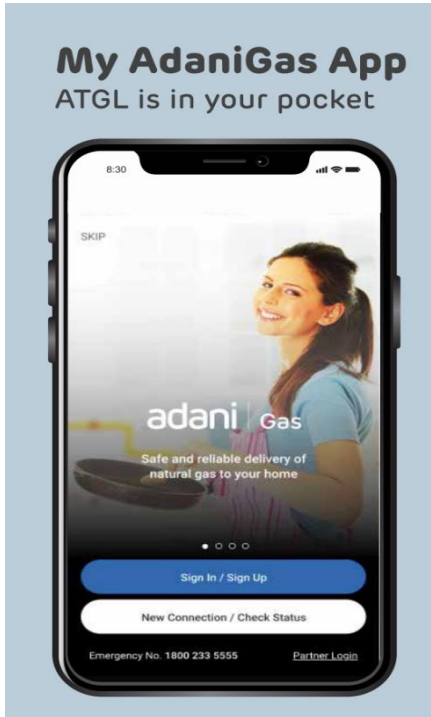 My AdaniGas App
ATGL is in your pocket
8:30
SKIP
adani | Gas
Safe and reliable delivery of
natural gas to your home
Sign In / Sign Up
New Connection / Check Status
Emergency No. 1800 233 5555 Partner Login